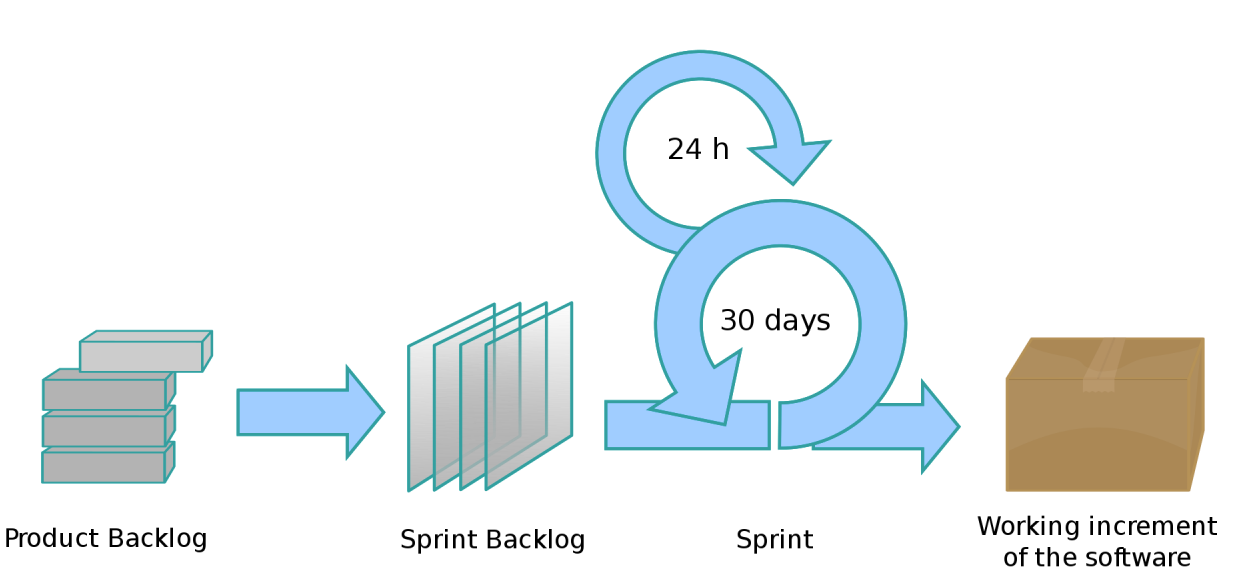 24 h
30 days
Product Backlog
Sprint Backlog
Sprint
Working increment
of the software